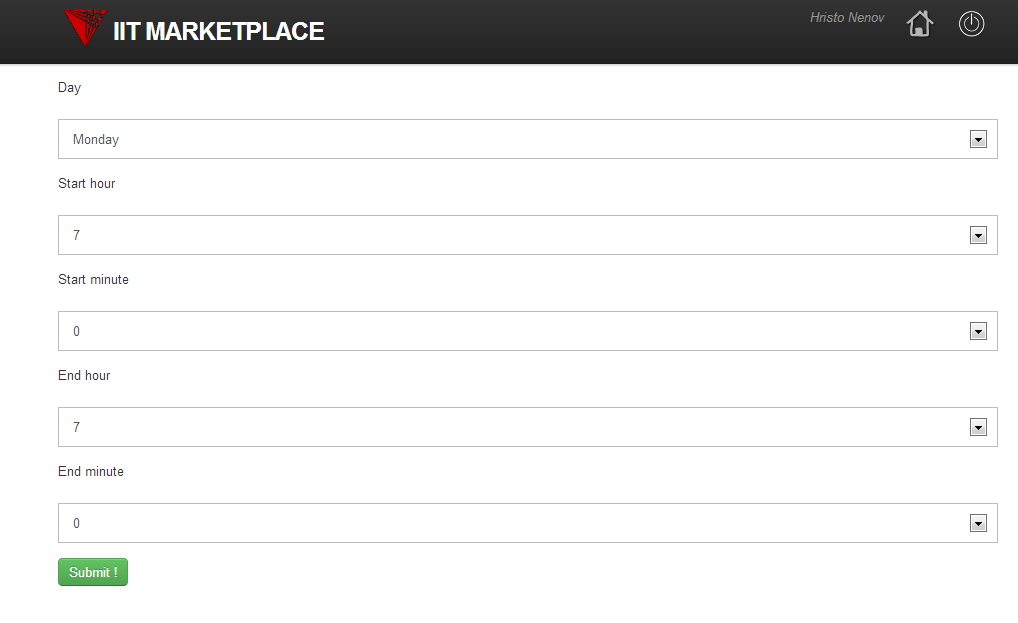 IIT MARKETPLACE
Hristo Nenov
Day
Monday
Start hour
7
Start minute
0
End hour
7
End minute
0
Submit !